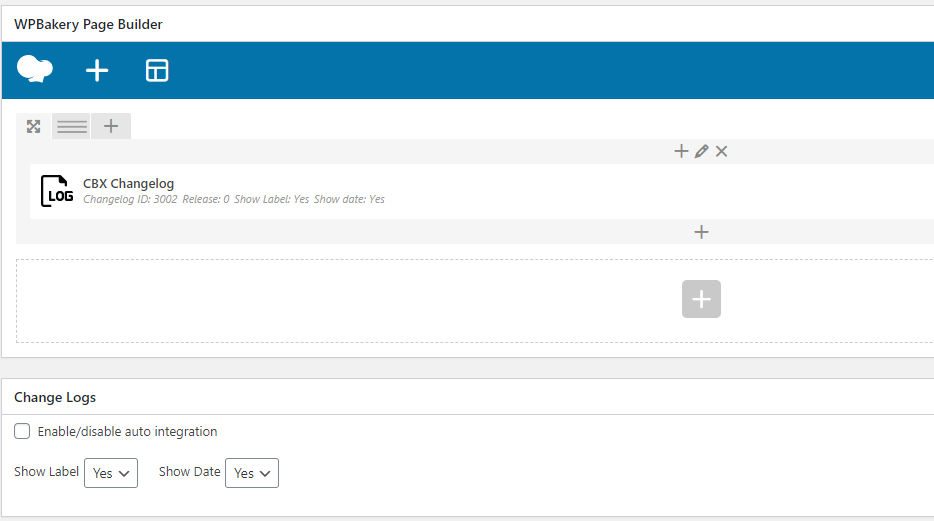 WPBakery Page Builder
CBX Changelog
LOG
Changelog ID: 3002 Release: 0 Show Label: Yes Show date: Yes
Change Logs
Enable/disable auto integration
Show Label Yes Show Date Yes